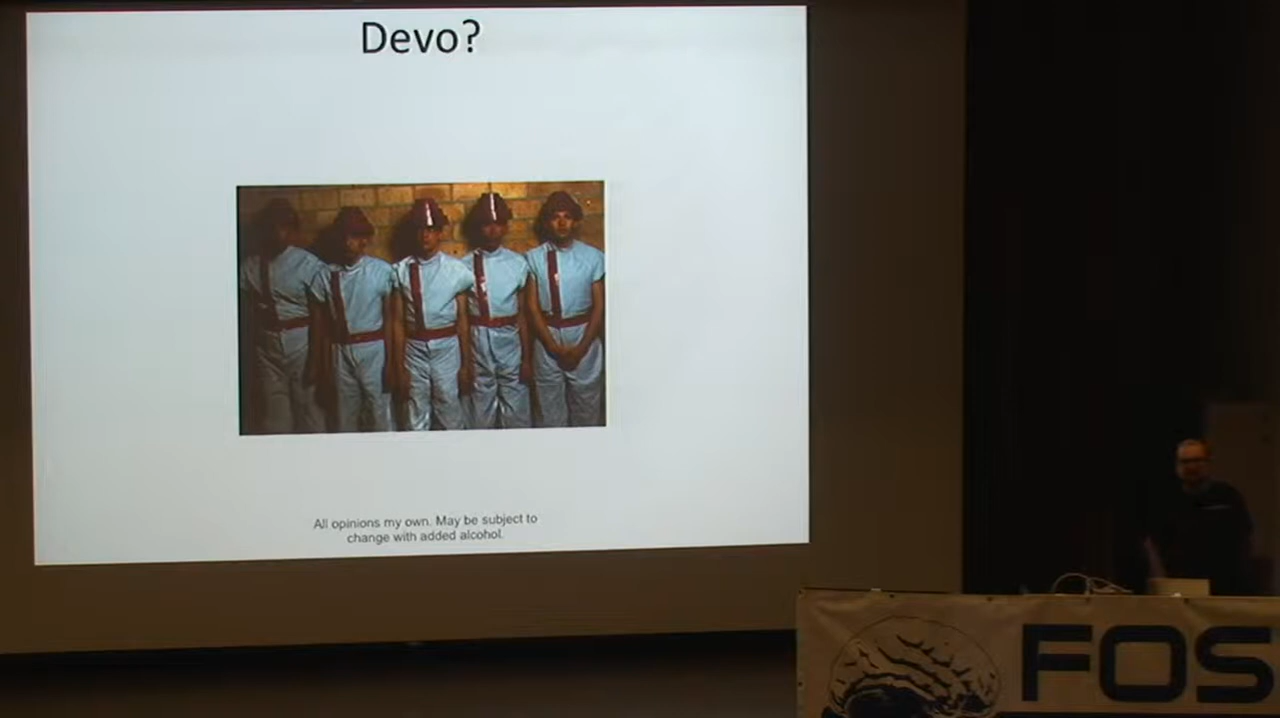 Devo?
All opinions my own. May be subject to
change with added alcohol.
FOS